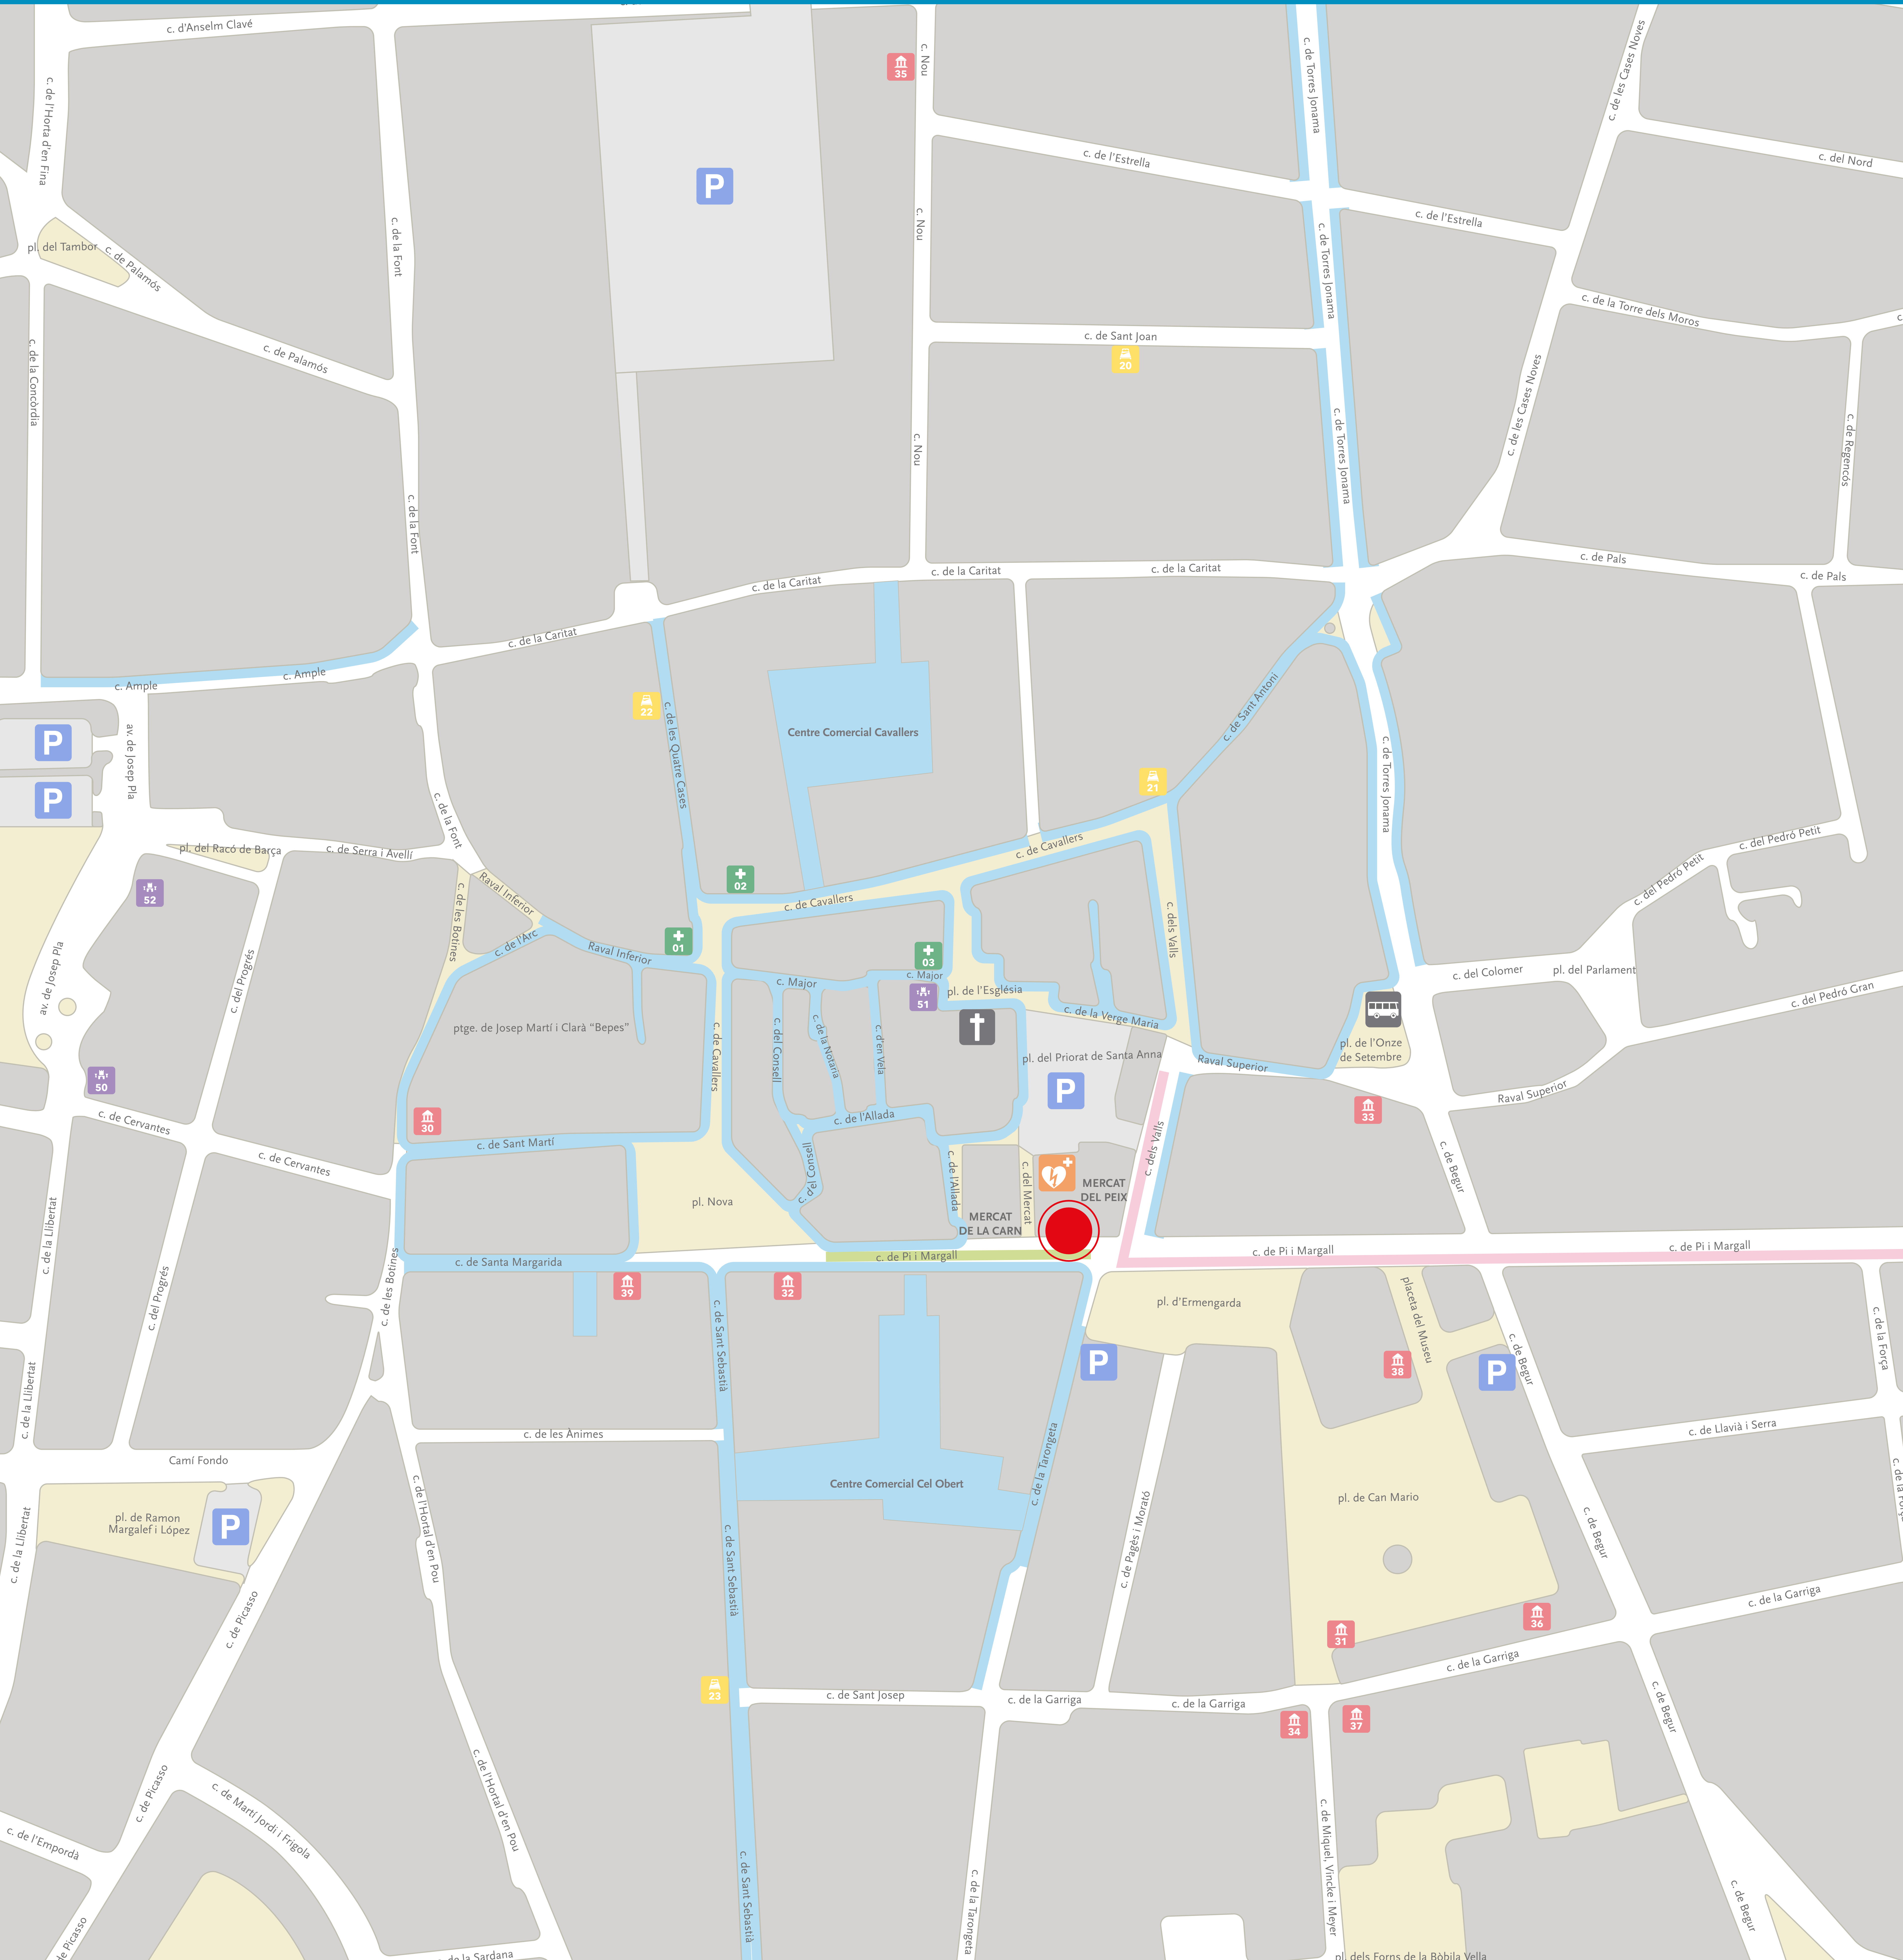 c. d'Anselm Clavé
c. de l'Horta d'en Fina
c. Nou
35
c. de Torres Jonama
c. de les Cases Noves
c. de l'Estrella
c. del Nord
P
c. de la Font
c. Nou
c. de Torres Jonama
c. de l'Estrella
pl. del Tambor
c. de Palamós
c. de la Torre dels Moros
c. de la Concòrdia
c. de Palamós
c. de Sant Joan
20
c. de les Cases Noves
c. Nou
c. de Torres Jonama
c. de Regencós
c. de la Font
c. de la Caritat
c. de la Caritat
c. de la Caritat
c. de Pals
c. de Pals
c. de la Caritat
c. Ample
c. Ample
22
c. de les Quatre Cases
Centre Comercial Cavallers
c. de Sant Antoni
P
av. de Josep Pla
c. de Torres Jonama
P
21
c. de la Font
pl. del Racó de Barça
c. de Serra i Avellí
c. de Cavallers
c. del Pedró Petit
c. del Pedró Petit
52
02
Raval Inferior
c. de les Botines
c. de Cavallers
c. dels Valls
01
c. de l'Arc
Raval Inferior
03
c. Major
c. Major
51
pl. de l'Església
c. de la Verge Maria
c. del Colomer
pl. del Parlament
c. del Pedró Gran
av. de Josep Pla
c. del Progrés
ptge. de Josep Martí i Clarà "Bepes"
c. de Cavallers
c. del Consell
c. de la Notaria
c. d'en Vela
pl. del Priorat de Santa Anna
P
pl. de l'Onze
de Setembre
Raval Superior
Raval Superior
50
c. de Cervantes
30
c. de l'Allada
33
c. de Sant Martí
c. de Cervantes
c. del Consell
c. de l'Allada
c. del Mercat
c. dels Valls
c. de Begur
MERCAT
DEL PEIX
pl. Nova
MERCAT
DE LA CARN
c. de la Llibertat
c. de Pi i Margall
c. de Pi i Margall
c. de Pi i Margall
c. de Santa Margarida
39
32
c. del Progrés
c. de les Botines
pl. d'Ermengarda
placeta del Museu
c. de Sant Sebastià
P
38
P
c. de Begur
c. de la Força
c. de la Llibertat
c. de les Ànimes
c. de Llavià i Serra
Camí Fondo
Centre Comercial Cel Obert
c. de la Tarongeta
pl. de Can Mario
pl. de Ramon
Margalef i López
P
c. de la Llibertat
c. de l'Hortal d'en Pou
c. de Sant Sebastià
c. de Pagès i Morató
c. de Begur
c. de la Garriga
c. de Picasso
36
31
c. de la Garriga
23
c. de Sant Josep
c. de la Garriga
c. de la Garriga
34
37
c. de Begur
c. de Picasso
c. de Martí Jordi i Frigola
c. de l'Hortal d'en Pou
c. de l'Empordà
c. de Miquel, Vincke i Meyer
c. de Sant Sebastià
c. de la Tarongeta
c. de Begur
de Picasso
de la Sardana
pl. dels Forns de la Bòbila Vella